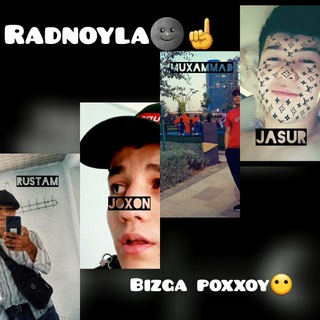 Radnoyla🌚☝
MUXAMMAD
JASUR
RUSTAM
JOXON
Bizga poxxoy😶